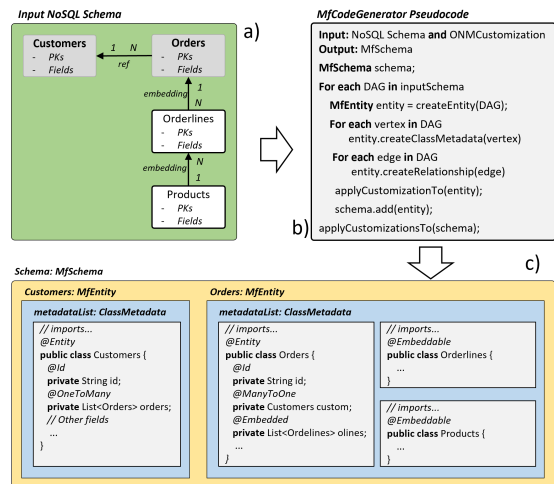 Input NoSQL Schema
a)
Customers
- PKs
- Fields
1 N
ref
Orders
- PKs
- Fields
embedding
1
N
Orderlines
- PKs
- Fields
embedding
N
1
Products
- PKs
- Fields
b)
MfCodeGenerator Pseudocode
Input: NoSQL Schema and ONMCustomization
Output: MfSchema
MfSchema schema;
For each DAG in inputSchema
MfEntity entity = createEntity(DAG);
For each vertex in DAG
entity.createClassMetadata(vertex)
For each edge in DAG
entity.createRelationship(edge)
applyCustomizationTo(entity);
schema.add(entity);
applyCustomizationsTo(schema);
c)
Schema: MfSchema
Customers: MfEntity
metadataList: ClassMetadata
// imports...
@Entity
public class Customers {
@Id
private String id;
@OneToMany
private List<Orders> orders;
// Other fields
...
}
Orders: MfEntity
metadataList: ClassMetadata
// imports...
@Entity
public class Orders {
@Id
private String id;
@ManyToOne
private Customers custom;
@Embedded
private List<Ordelines> olines;
...
}
// imports...
@Embeddable
public class Orderlines {
...
}
// imports...
@Embeddable
public class Products {
...
}